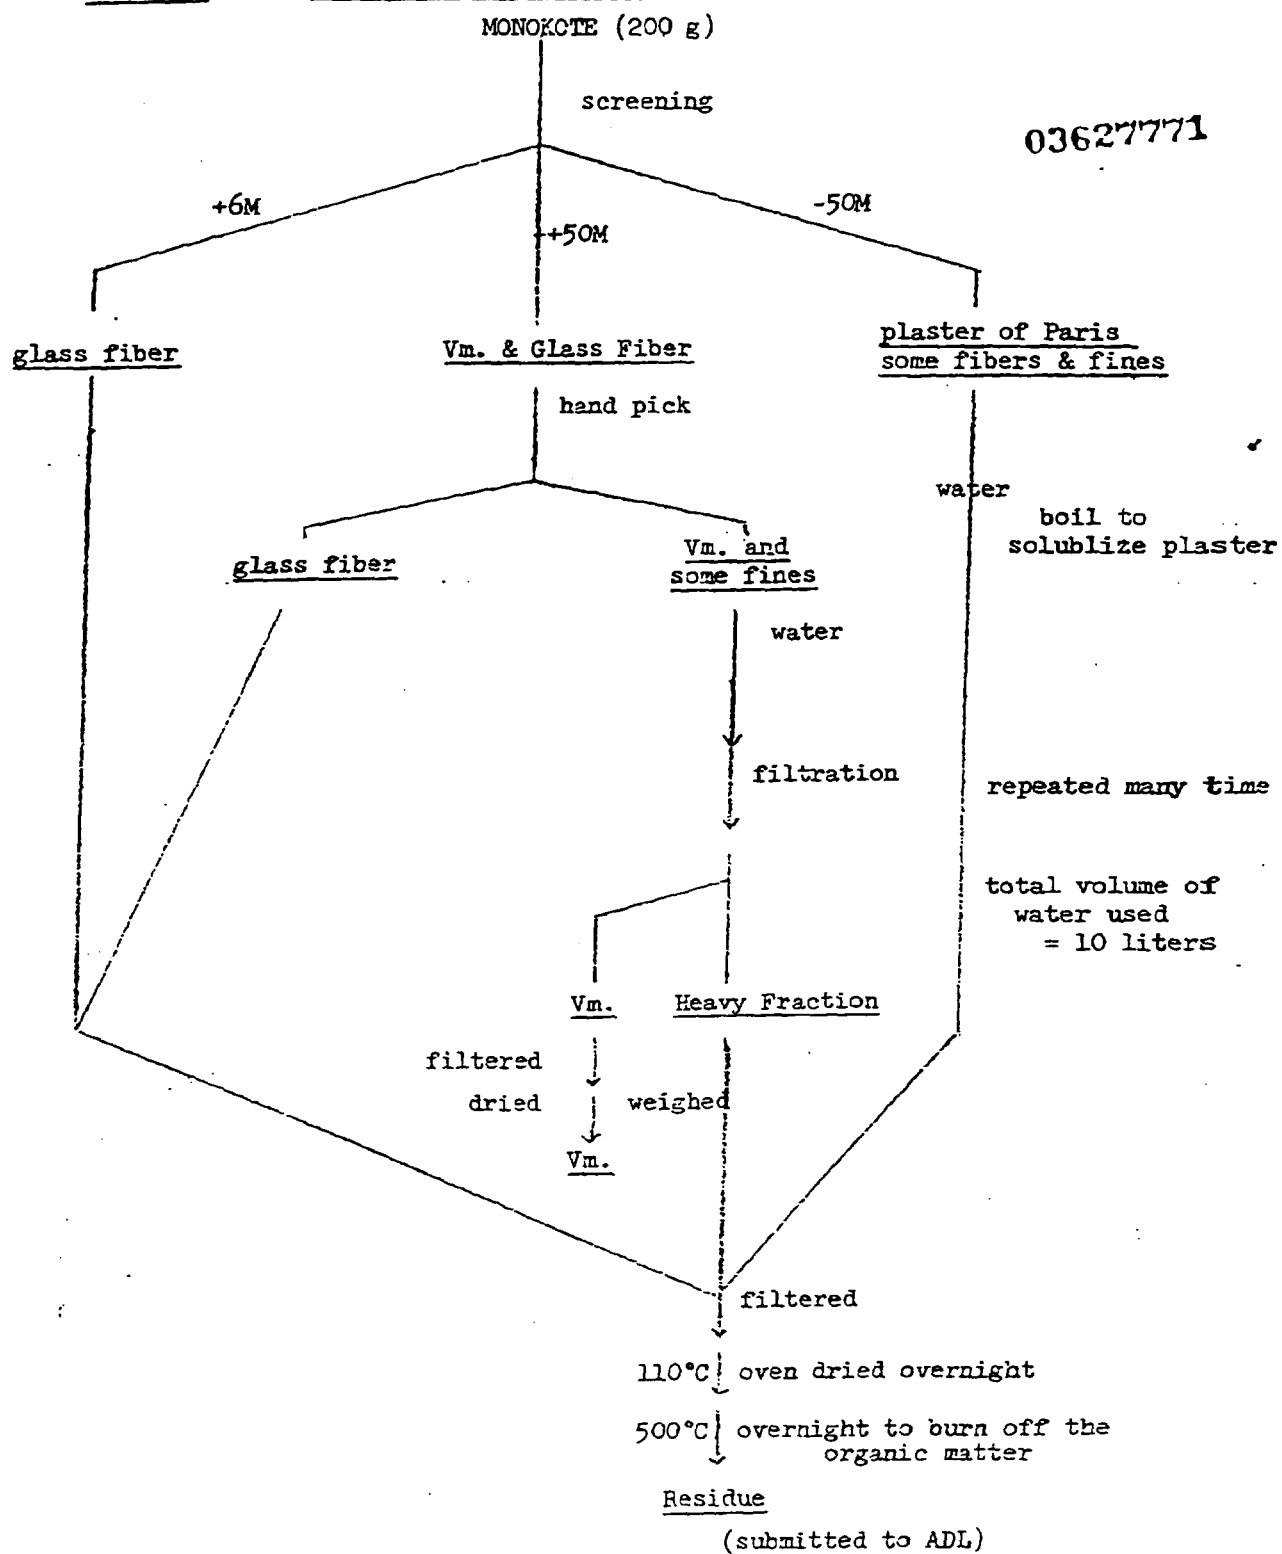 MONOKOTE (200 g)
screening
03627771
+6M
+50M
-50M
glass fiber
Vm. & Glass Fiber
plaster of Paris
some fibers & fines
hand pick
water
boil to
solublize plaster
glass fiber
Vm. and
some fines
water
filtration
repeated many time
total volume of
water used
= 10 liters
Vm.
Heavy Fraction
filtered
dried
weighed
Vm.
filtered
110°C oven dried overnight
500°C overnight to burn off the
organic matter
Residue
(submitted to ADL)